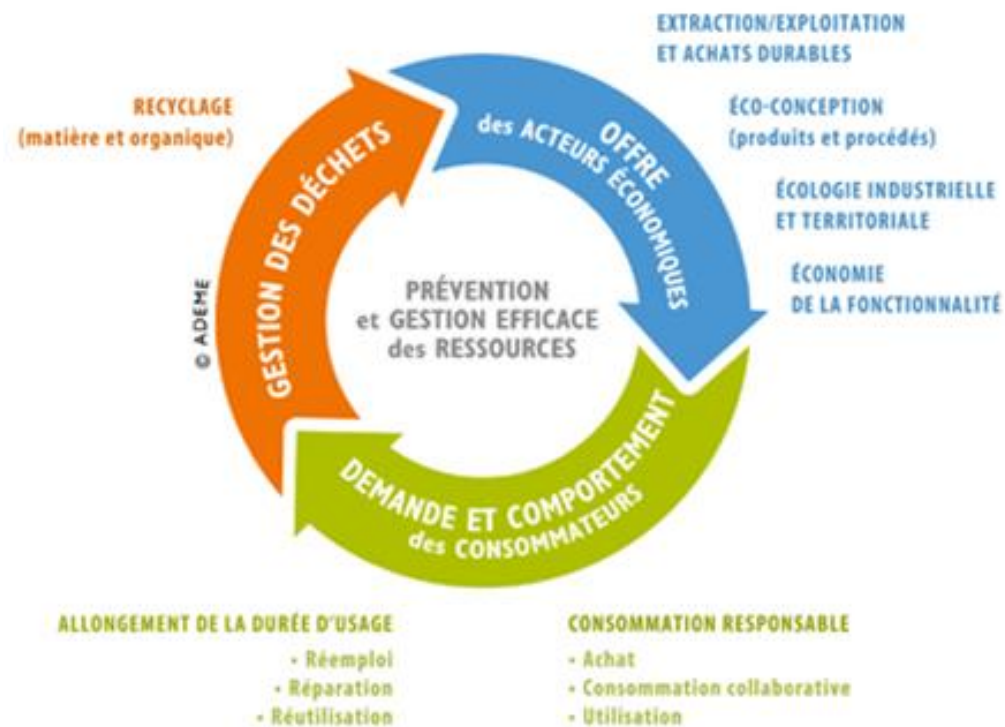 EXTRACTION/EXPLOITATION
ET ACHATS DURABLES
ÉCO-CONCEPTION
(produits et procédés)
ÉCOLOGIE INDUSTRIELLE
ET TERRITORIALE
ÉCONOMIE
DE LA FONCTIONNALITÉ
RECYCLAGE
(matière et organique)
OFFRE
des ACTEURS ÉCONOMIQUES
GESTION DES DÉCHETS
PRÉVENTION
et GESTION EFFICACE
des RESSOURCES
© ADEME
DEMANDE ET COMPORTEMENT
des CONSOMMATEURS
ALLONGEMENT DE LA DURÉE D'USAGE
• Réemploi
• Réparation
• Réutilisation
CONSOMMATION RESPONSABLE
• Achat
• Consommation collaborative
• Utilisation